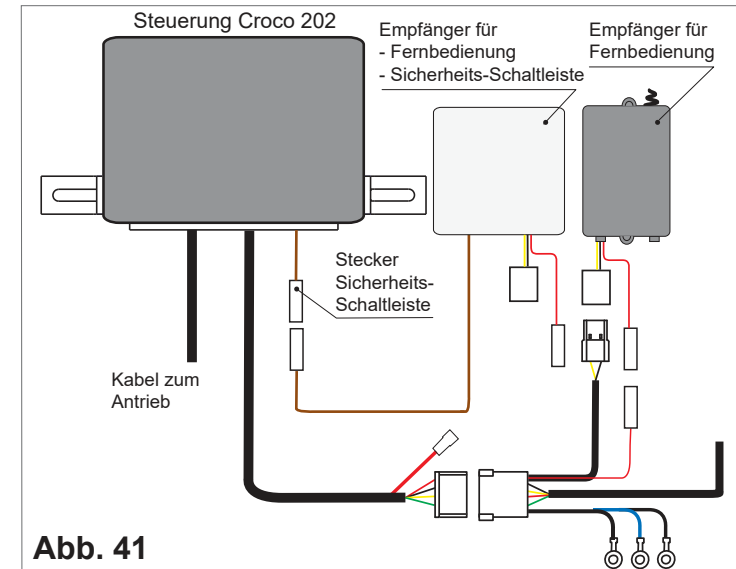 Steuerung Croco 202
Empfänger für
- Fernbedienung
- Sicherheits-Schaltleiste
Empfänger für
Fernbedienung
Stecker
Sicherheits-
Schaltleiste
Kabel zum
Antrieb
Abb. 41